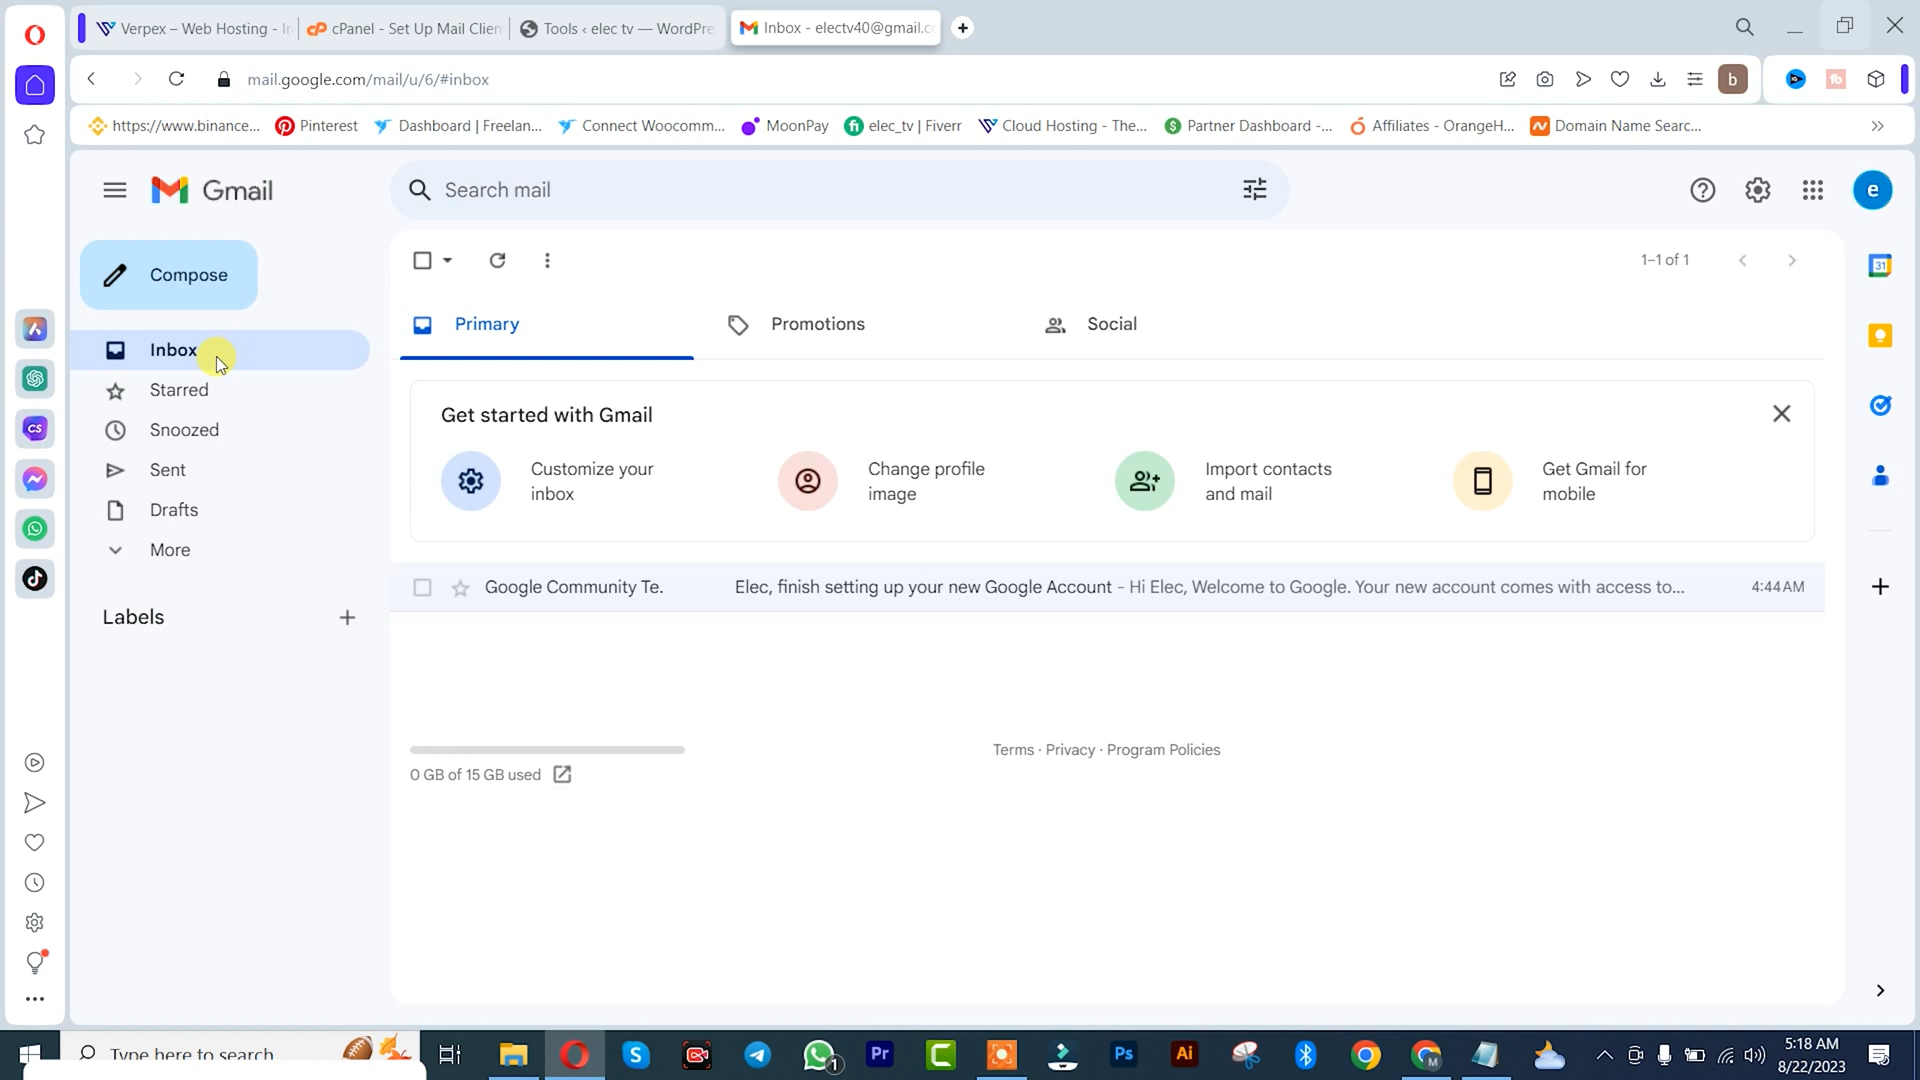 Verpex – Web Hosting - Ir
cPanel - Set Up Mail Clien
Tools ‹ elec tv — WordPre
Inbox - electv40@gmail.c
mail.google.com/mail/u/6/#inbox
b
https://www.binance...
Pinterest
Dashboard | Freelan...
Connect Woocomm...
MoonPay
elec_tv | Fiverr
Cloud Hosting - The...
Partner Dashboard -...
Affiliates - OrangeH...
Domain Name Searc...
Gmail
Search mail
e
Compose
1–1 of 1
Primary
Promotions
Social
Inbox
Starred
Snoozed
Sent
Drafts
More
Labels
Get started with Gmail
Customize your
inbox
Change profile
image
Import contacts
and mail
Get Gmail for
mobile
Google Community Te.
Elec, finish setting up your new Google Account - Hi Elec, Welcome to Google. Your new account comes with access to...
4:44 AM
Terms · Privacy · Program Policies
0 GB of 15 GB used
31
CS
Type here to search
5:18 AM
8/22/2023